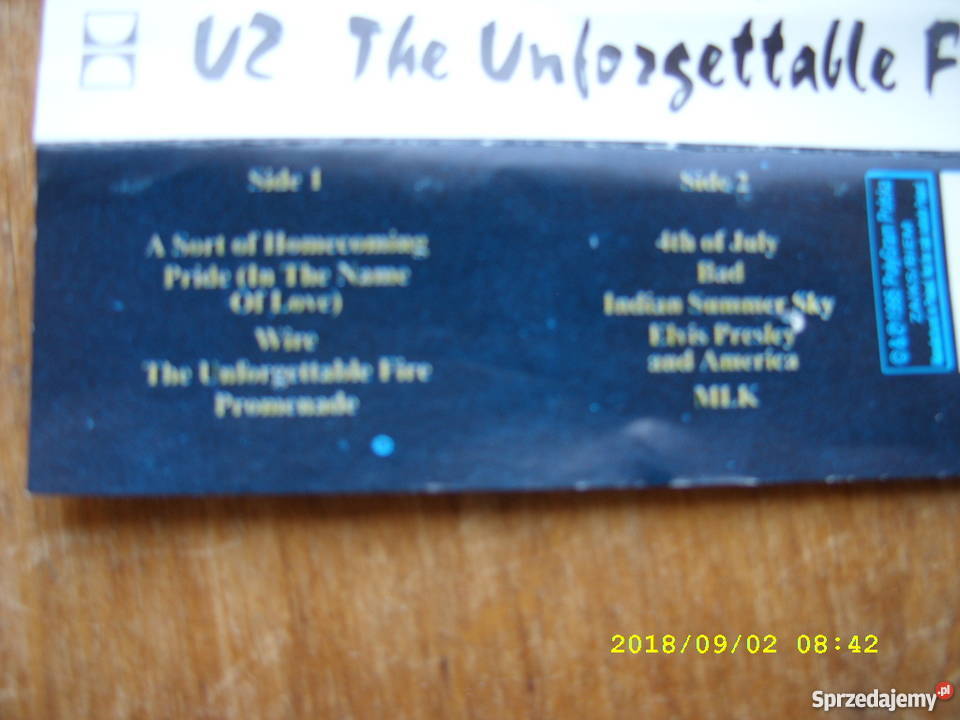 U2 The Unforgettable F
Side 1
A Sort of Homecoming
Pride (In The Name
Of Love)
Wire
The Unforgettable Fire
Promenade
Side 2
4th of July
Bad
Indian Summer Sky
Elvis Presley
and America
MLK
2018/09/02 08:42
Sprzedajemy.pl